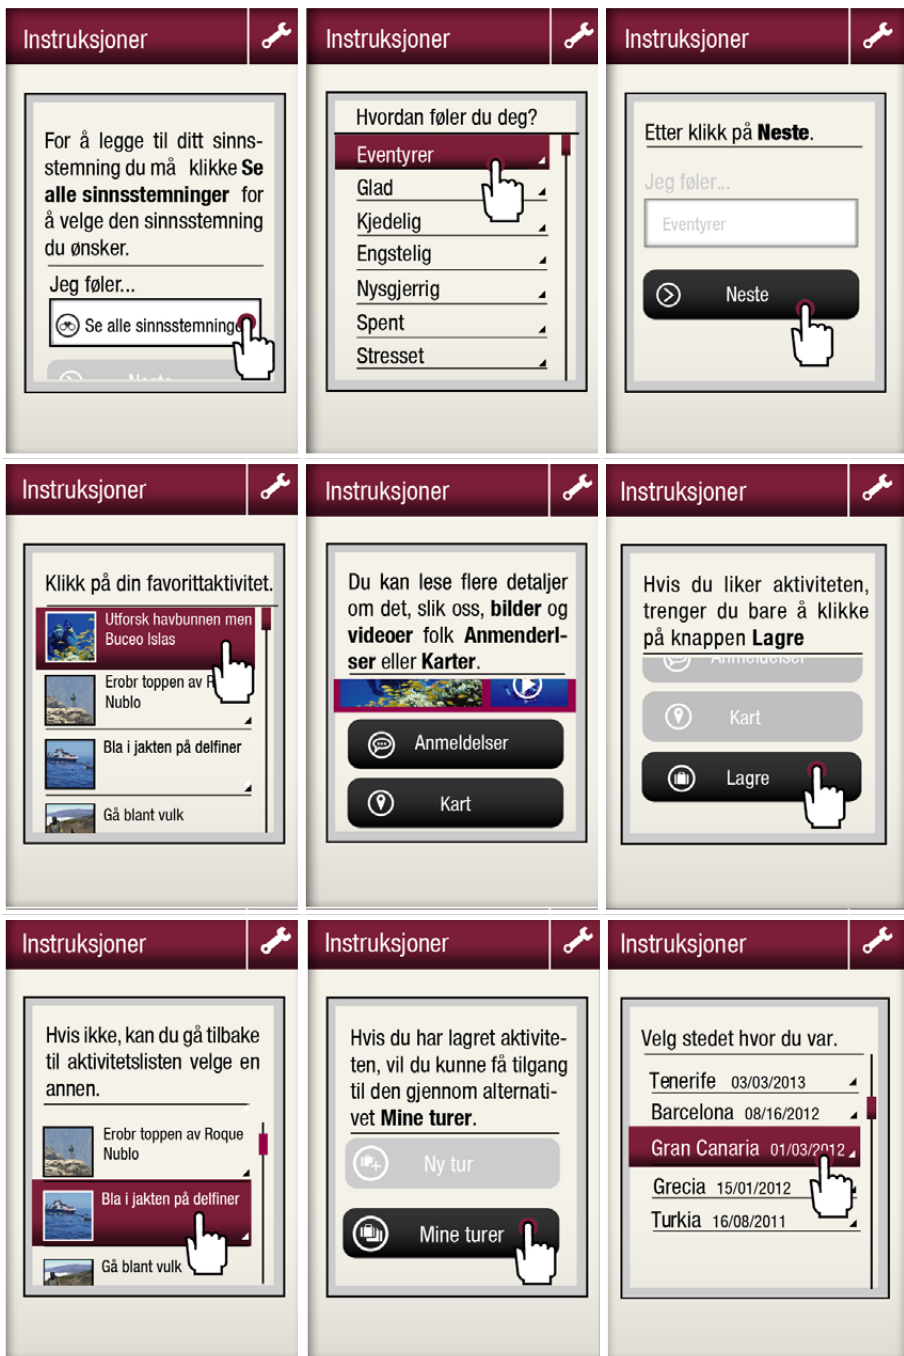 Instruksjoner
For å legge til ditt sinns-
stemning du må klikke Se
alle sinnsstemninger for
å velge den sinnsstemning
du ønsker.
Jeg føler...
Se alle sinnsstemninge
Neste
Instruksjoner
Hvordan føler du deg?
Eventyrer
Glad
Kjedelig
Engstelig
Nysgjerrig
Spent
Stresset
Instruksjoner
Etter klikk på Neste.
Jeg føler...
Eventyrer
Neste
Instruksjoner
Klikk på din favorittaktivitet.
Utforsk havbunnen men
Buceo Islas
Erobr toppen av R
Nublo
Bla i jakten på delfiner
Gå blant vulk
Instruksjoner
Du kan lese flere detaljer
om det, slik oss, bilder og
videoer folk Anmenderl-
ser eller Karter.
Anmeldelser
Kart
Instruksjoner
Hvis du liker aktiviteten,
trenger du bare å klikke
på knappen Lagre
Anmeldelser
Kart
Lagre
Instruksjoner
Hvis ikke, kan du gå tilbake
til aktivitetslisten velge en
annen.
Erobr toppen av Roque
Nublo
Bla i jakten på delfiner
Gå blant vulk
Instruksjoner
Hvis du har lagret aktivite-
ten, vil du kunne få tilgang
til den gjennom alternati-
vet Mine turer.
Ny tur
Mine turer
Instruksjoner
Velg stedet hvor du var.
Tenerife 03/03/2013
Barcelona 08/16/2012
Gran Canaria 01/03/2012
Grecia 15/01/2012
Turkia 16/08/2011